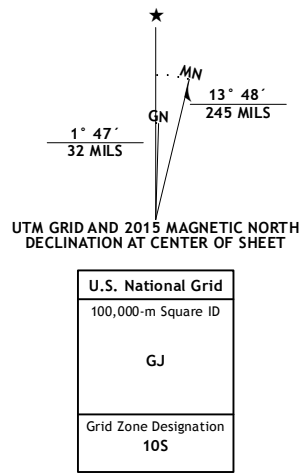 MN
GN
13° 48´
245 MILS
1° 47´
32 MILS
UTM GRID AND 2015 MAGNETIC NORTH
DECLINATION AT CENTER OF SHEET
U.S. National Grid
100,000-m Square ID
GJ
Grid Zone Designation
10S